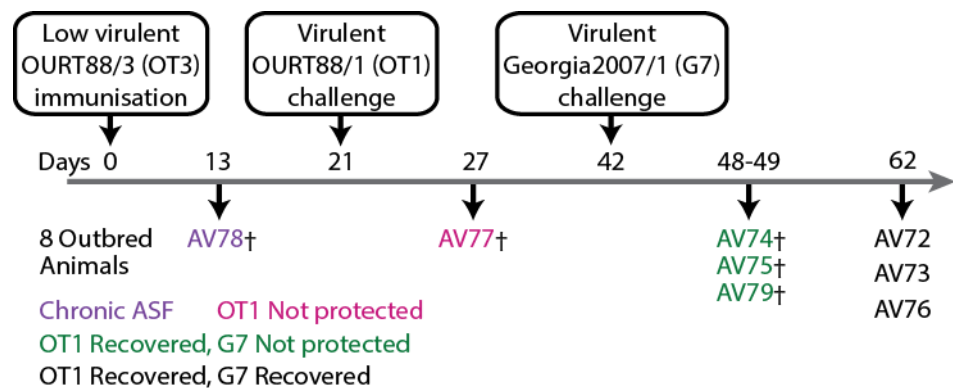 Low virulent
OURT88/3 (OT3)
immunisation
Virulent
OURT88/1 (OT1)
challenge
Virulent
Georgia2007/1 (G7)
challenge
Days 0 13 21 27 42 48-49 62
8 Outbred
Animals
AV78†
AV77†
AV74†
AV75†
AV79†
AV72
AV73
AV76
Chronic ASF
OT1 Not protected
OT1 Recovered, G7 Not protected
OT1 Recovered, G7 Recovered